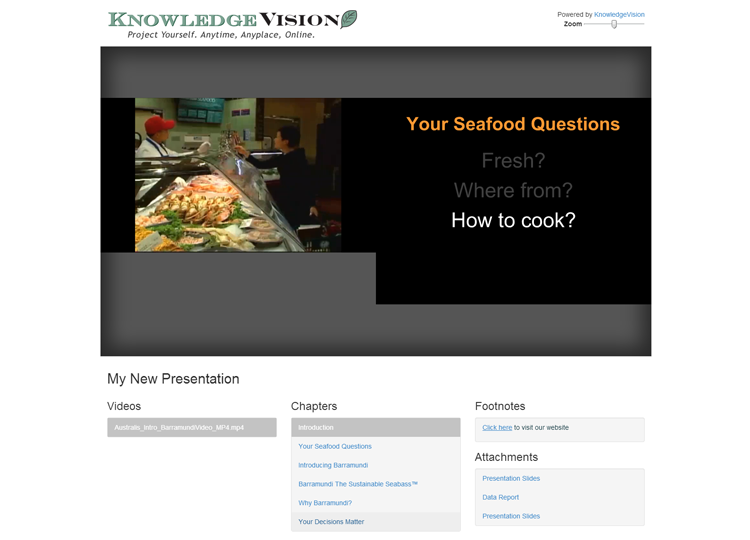 KNOWLEDGEVISION
Project Yourself. Anytime, Anyplace, Online.
Powered by KnowledgeVision
Zoom
Your Seafood Questions
Fresh?
Where from?
How to cook?
My New Presentation
Videos
Australis_Intro_BarramundiVideo_MP4.mp4
Chapters
Introduction
Your Seafood Questions
Introducing Barramundi
Barramundi The Sustainable Seabass™
Why Barramundi?
Your Decisions Matter
Footnotes
Click here to visit our website
Attachments
Presentation Slides
Data Report
Presentation Slides